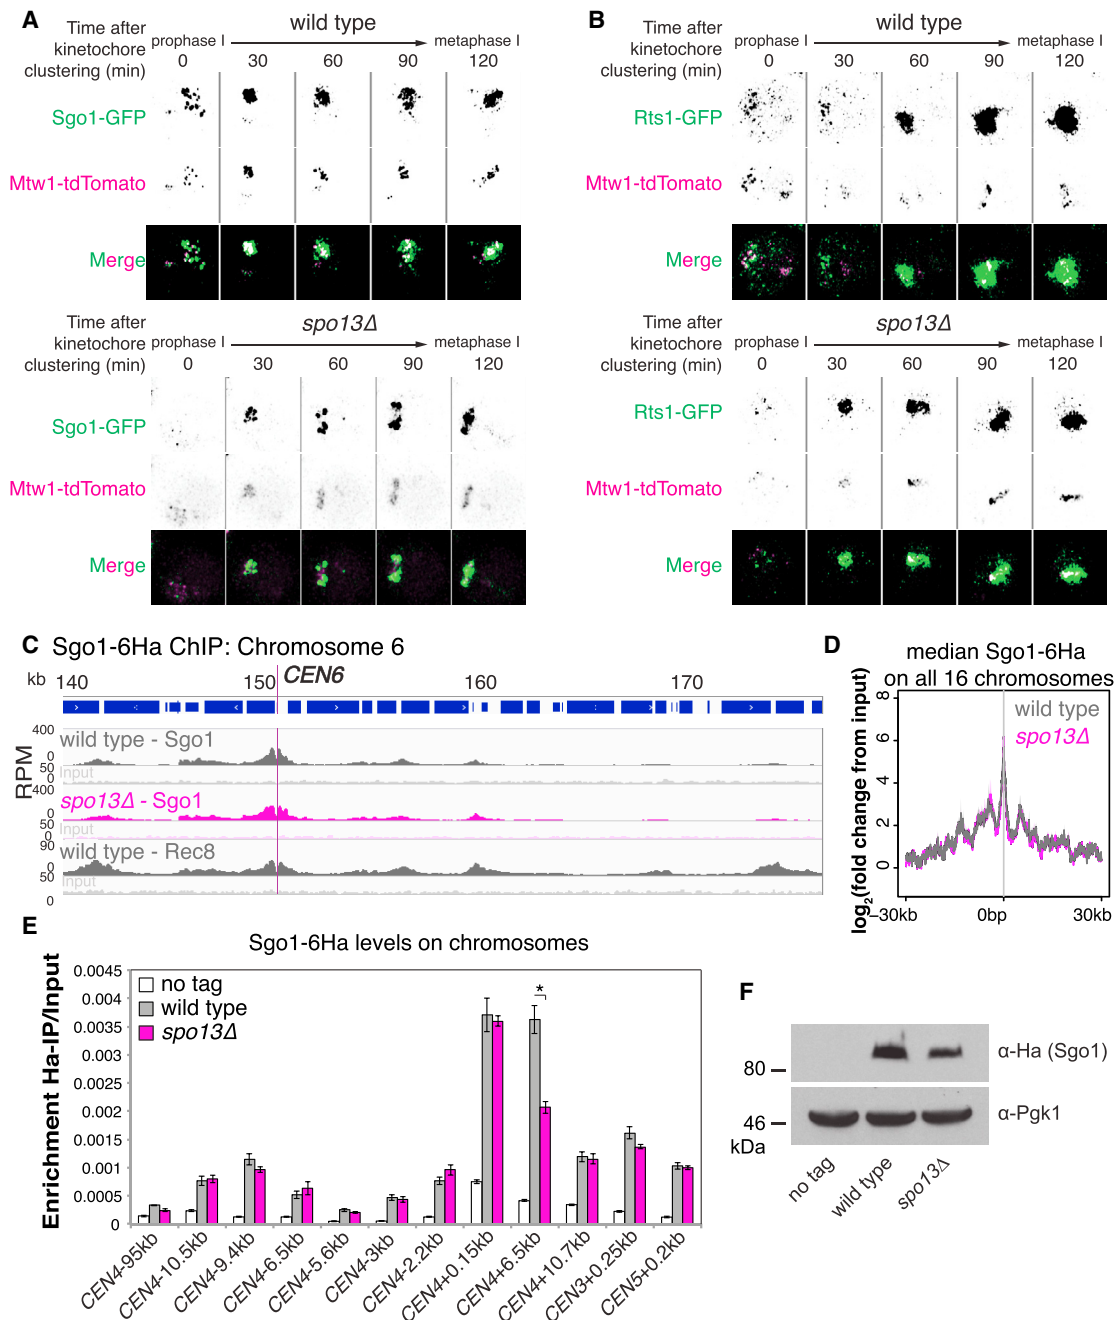 A
Time after kinetochore clustering (min)
wild type
prophase I
metaphase I
0 30 60 90 120
Sgo1-GFP
Mtw1-tdTomato
Merge
Time after kinetochore clustering (min)
spo13Δ
prophase I
metaphase I
0 30 60 90 120
Sgo1-GFP
Mtw1-tdTomato
Merge
B
Time after kinetochore clustering (min)
wild type
prophase I
metaphase I
0 30 60 90 120
Rts1-GFP
Mtw1-tdTomato
Merge
Time after kinetochore clustering (min)
spo13Δ
prophase I
metaphase I
0 30 60 90 120
Rts1-GFP
Mtw1-tdTomato
Merge
C Sgo1-6Ha ChIP: Chromosome 6
kb 140 150 CEN6 160 170
RPM
400
wild type - Sgo1
0
50
Input
0
400
spo13Δ - Sgo1
0
50
Input
0
90
wild type - Rec8
0
50
Input
0
D
median Sgo1-6Ha
on all 16 chromosomes
log2(fold change from input)
8
6
4
2
0
wild type
spo13Δ
−30kb 0bp 30kb
E
Sgo1-6Ha levels on chromosomes
Enrichment Ha-IP/Input
0.0045
0.004
0.0035
0.003
0.0025
0.002
0.0015
0.001
0.0005
0
no tag
wild type
spo13Δ
*
CEN4-95kb
CEN4-10.5kb
CEN4-9.4kb
CEN4-6.5kb
CEN4-5.6kb
CEN4-3kb
CEN4-2.2kb
CEN4+0.15kb
CEN4+6.5kb
CEN4+10.7kb
CEN3+0.25kb
CEN5+0.2kb
F
80
α-Ha (Sgo1)
46
α-Pgk1
kDa
no tag
wild type
spo13Δ